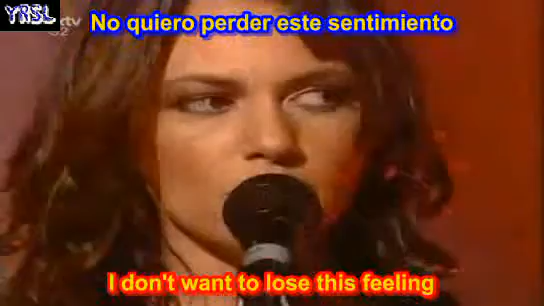 YRSL
No quiero perder este sentimiento
I don't want to lose this feeling